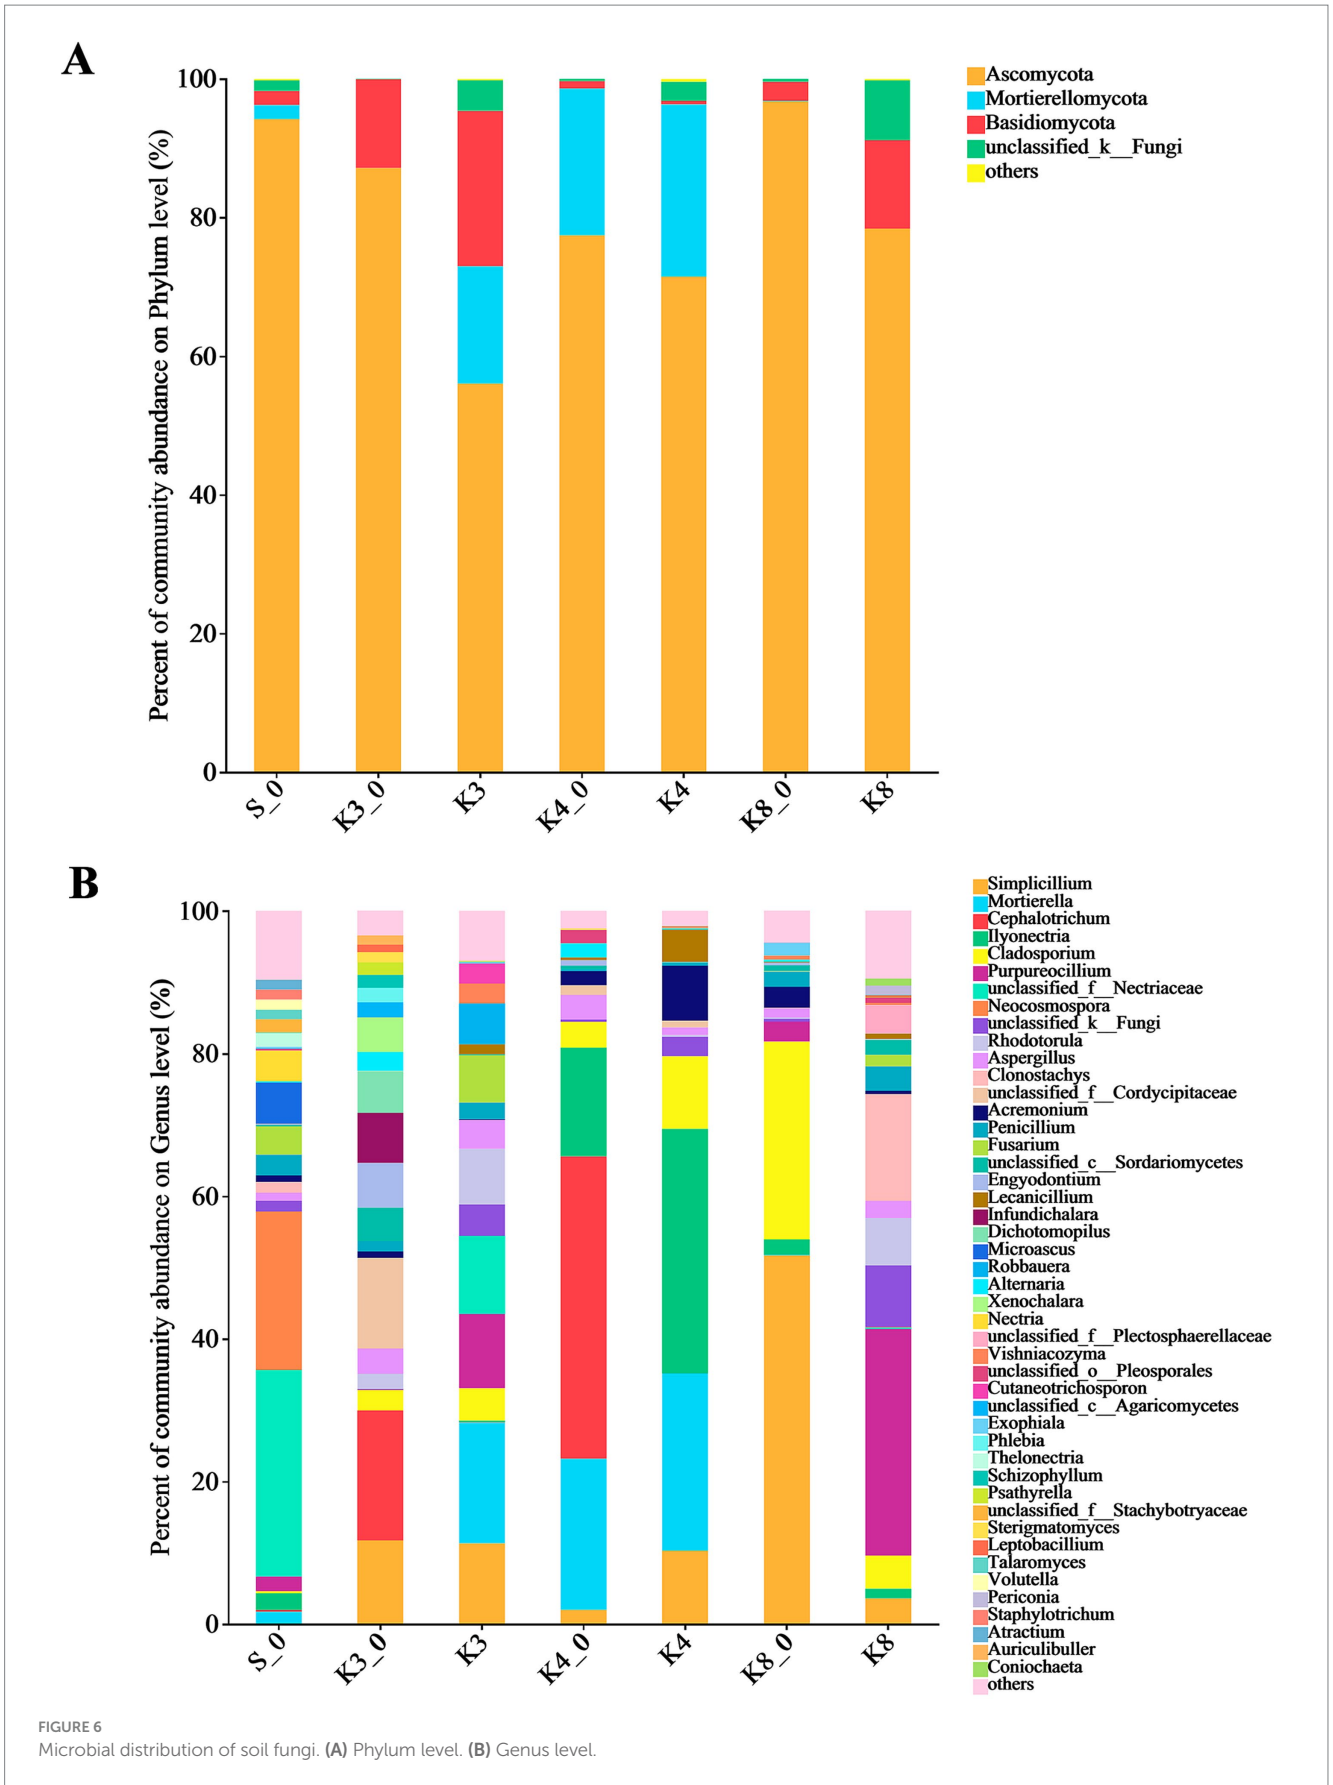 A
Percent of community abundance on Phylum level (%)
100
80
60
40
20
0
S_0
K3_0
K3
K4_0
K4
K8_0
K8
Ascomycota
Mortierellomycota
Basidiomycota
unclassified_k__Fungi
others
B
Percent of community abundance on Genus level (%)
100
80
60
40
20
0
S_0
K3_0
K3
K4_0
K4
K8_0
K8
Simplicillium
Mortierella
Cephalotrichum
Ilyonectria
Cladosporium
Purpureocillium
unclassified_f__Nectriaceae
Neocosmospora
unclassified_k__Fungi
Rhodotorula
Aspergillus
Clonostachys
unclassified_f__Cordycipitaceae
Acremonium
Penicillium
Fusarium
unclassified_c__Sordariomycetes
Engyodontium
Lecanicillium
Infundichalara
Dichotomopilus
Microascus
Robbauera
Alternaria
Xenochalara
Nectria
unclassified_f__Plectosphaerellaceae
Vishniacozyma
unclassified_o__Pleosporales
Cutaneotrichosporon
unclassified_c__Agaricomycetes
Exophiala
Phlebia
Thelonectria
Schizophyllum
Psathyrella
unclassified_f__Stachybotryaceae
Sterigmatomyces
Leptobacillium
Talaromyces
Volutella
Periconia
Staphylotrichum
Atractium
Auriculibuller
Coniochaeta
others
FIGURE 6
Microbial distribution of soil fungi. (A) Phylum level. (B) Genus level.